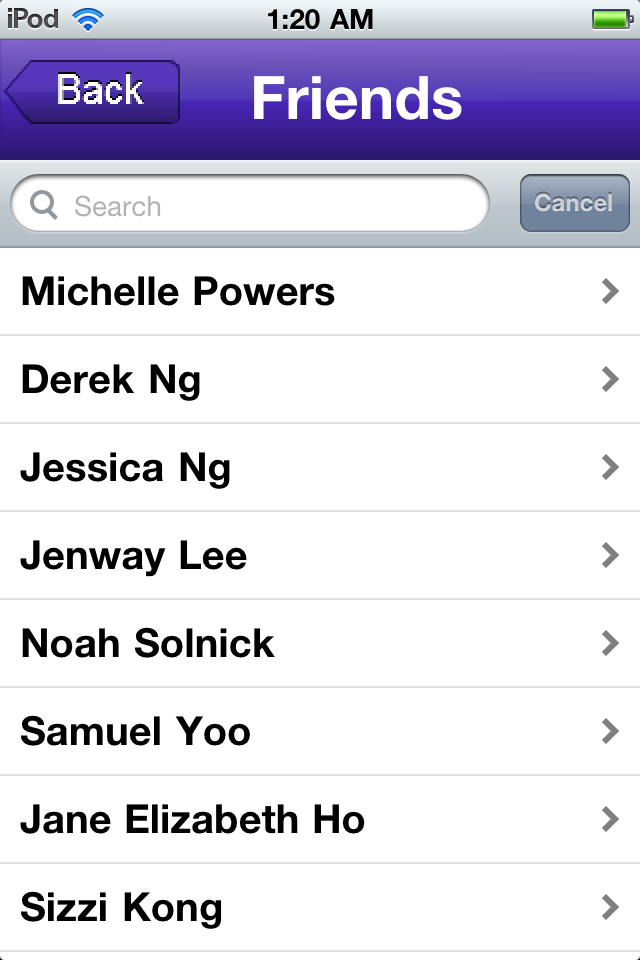 iPod 1:20 AM
Back Friends
Search Cancel
Michelle Powers
Derek Ng
Jessica Ng
Jenway Lee
Noah Solnick
Samuel Yoo
Jane Elizabeth Ho
Sizzi Kong